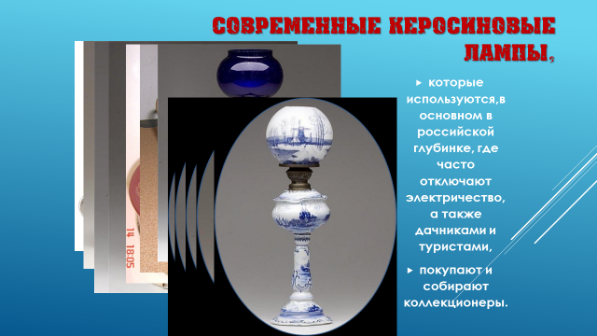 СОВРЕМЕННЫЕ КЕРОСИНОВЫЕ
ЛАМПЫ,
которые
используются,в
основном в
российской
глубинке, где
часто
отключают
электричество,
а также
дачниками и
туристами,
покупают и
собирают
коллекционеры.
14 18:05